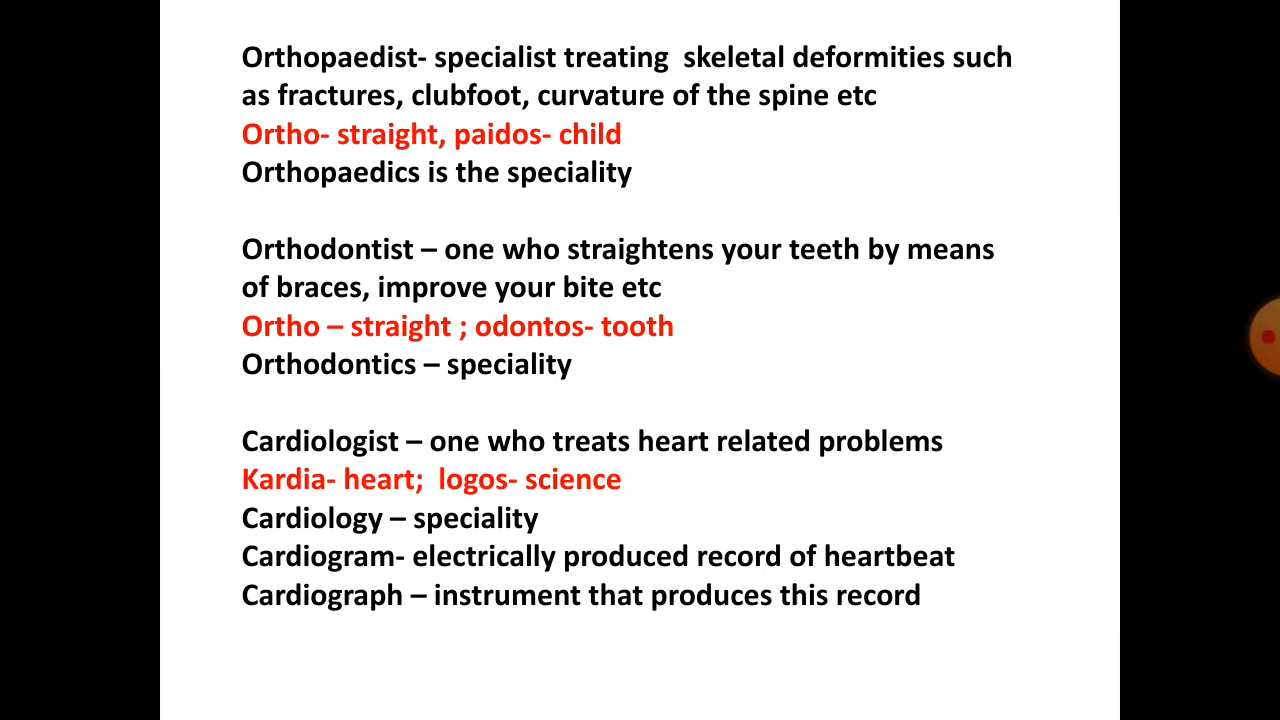 Orthopaedist- specialist treating  skeletal deformities such
as fractures, clubfoot, curvature of the spine etc
Ortho- straight, paidos- child
Orthopaedics is the speciality
Orthodontist – one who straightens your teeth by means
of braces, improve your bite etc
Ortho – straight ; odontos- tooth
Orthodontics – speciality
Cardiologist – one who treats heart related problems
Kardia- heart;  logos- science
Cardiology – speciality
Cardiogram- electrically produced record of heartbeat
Cardiograph – instrument that produces this record